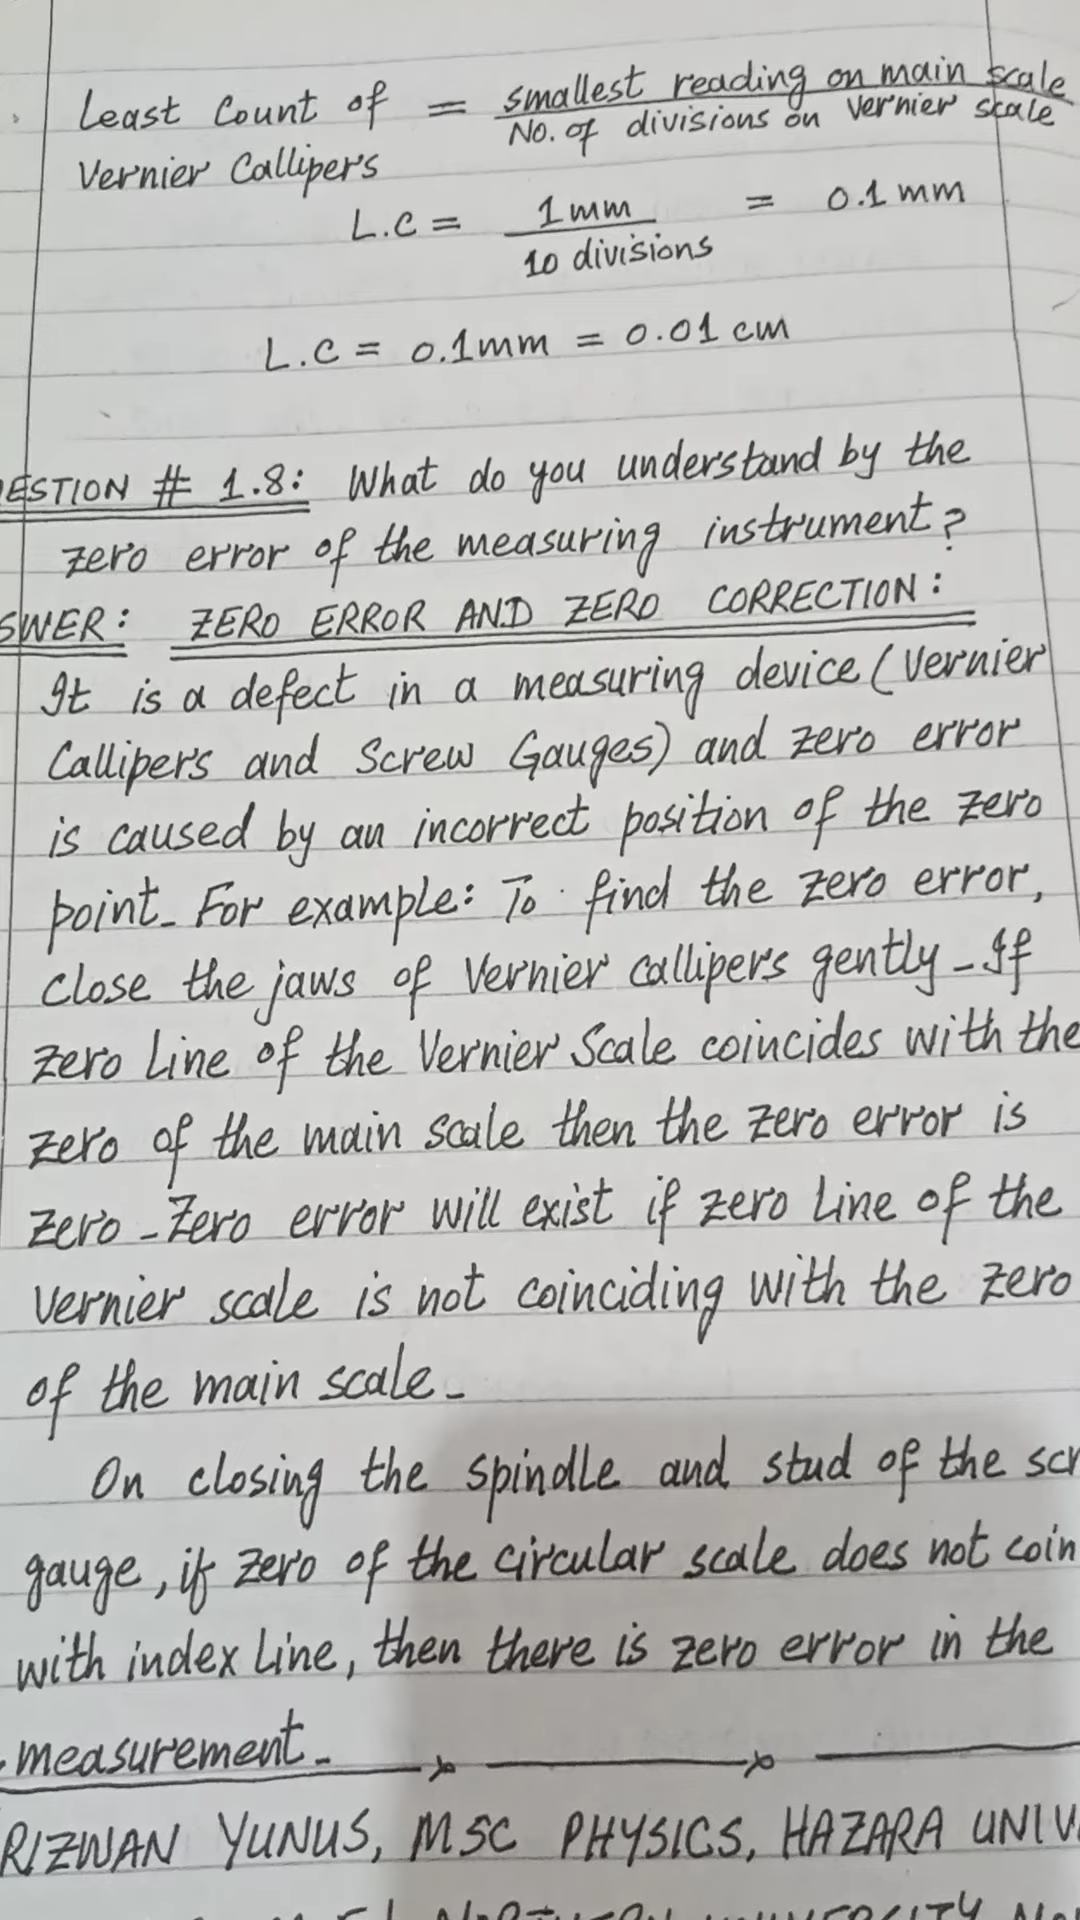 Least Count of = smallest reading on main scale
Vernier Callipers No. of divisions on Vernier scale
L.C = 1mm = 0.1 mm
10 divisions
L.C = 0.1mm = 0.01 cm
ESTION # 1.8: What do you understand by the
zero error of the measuring instrument?
SWER: ZERO ERROR AND ZERO CORRECTION:
It is a defect in a measuring device (Vernier
Callipers and Screw Gauges) and zero error
is caused by an incorrect position of the zero
point_ For example: To find the zero error,
close the jaws of Vernier callipers gently_ If
zero Line of the Vernier Scale coincides with the
zero of the main scale then the zero error is
zero_ Zero error will exist if zero Line of the
Vernier scale is not coinciding with the zero
of the main scale_
On closing the spindle and stud of the scr
gauge, if zero of the circular scale does not coin
with index Line, then there is zero error in the
measurement_
RIZWAN YUNUS, MSC PHYSICS, HAZARA UNIV